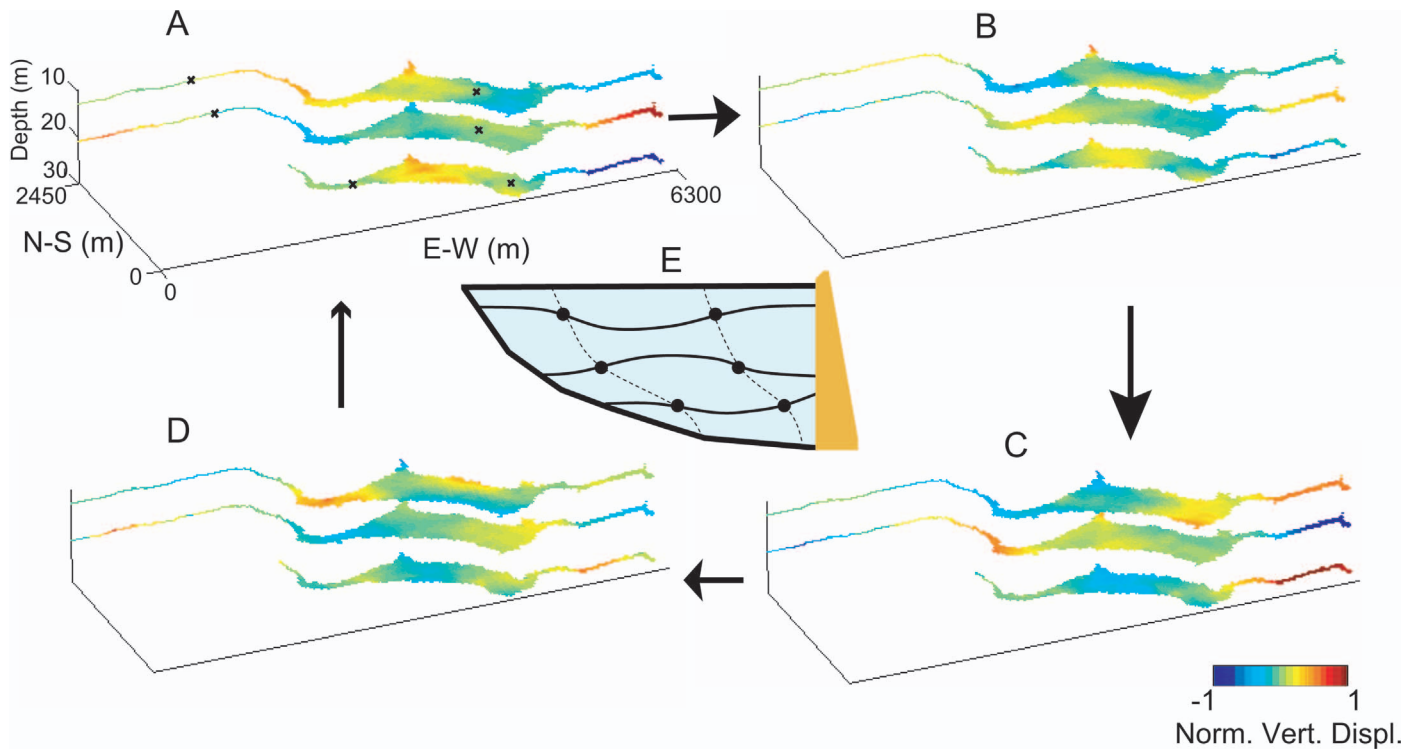 A
B
Depth (m)
10
20
30
2450
N-S (m)
0
0
E-W (m)
6300
E
D
C
-1
1
Norm. Vert. Displ.